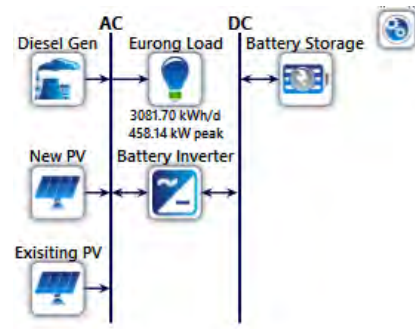 AC DC
Diesel Gen Eurong Load Battery Storage
3081.70 kWh/d
458.14 kW peak
New PV Battery Inverter
Exisiting PV